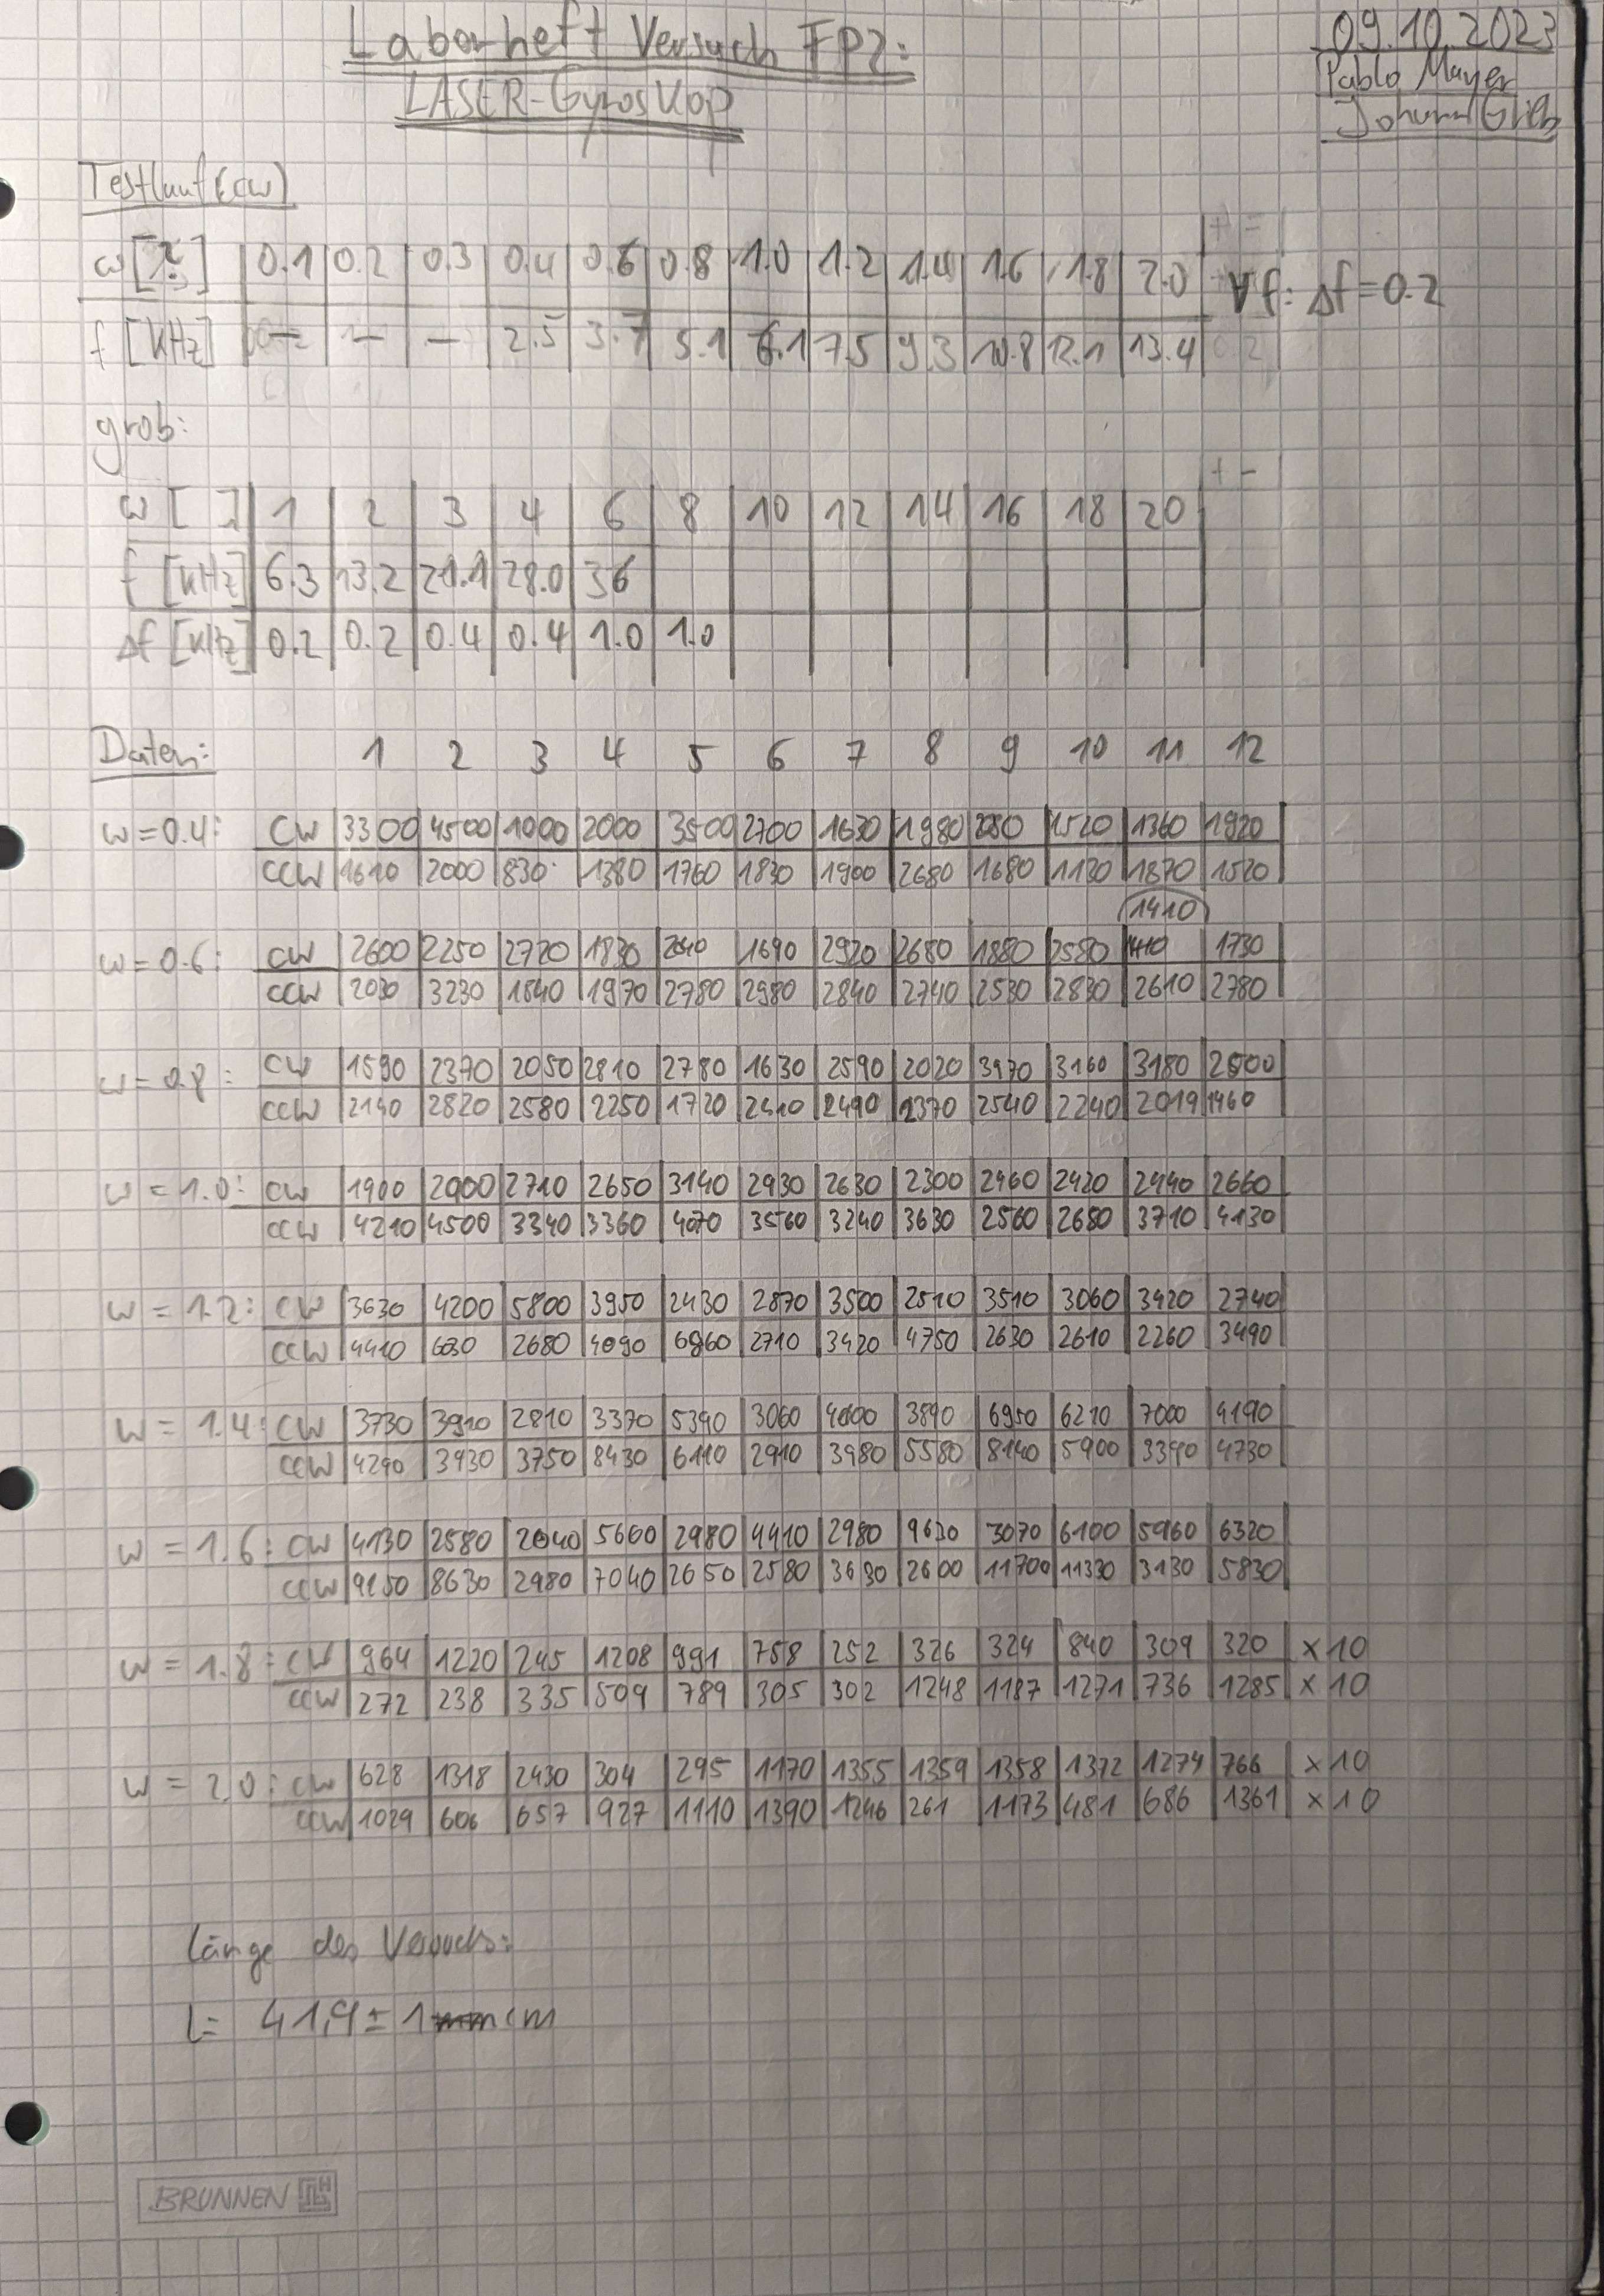 Laborheft Versuch FP2:
LASER-Gyroskop
09.10.2023
Pablo Mayer
Johann
Testlauf (cw)
ω 0.1 0.2 0.3 0.4 0.6 0.8 1.0 1.2 1.4 1.6 1.8 2.0
f [kHz] — — — 2.5 3.7 5.1 6.1 7.5 9.3 10.8 12.1 13.4
∀f: Δf=0.2
grob:
+ -
ω [ ] 1 2 3 4 6 8 10 12 14 16 18 20
f [kHz] 6.3 13.2 21.1 28.0 36
Δf [kHz] 0.2 0.2 0.4 0.4 1.0 1.0
Daten: 1 2 3 4 5 6 7 8 9 10 11 12
ω=0.4: CW 3300 4500 1000 2000 3500 2700 1630 1980 1520 1360 1920
CCW 1610 2000 830 1380 1760 1830 1900 2680 1680 1130 1870 1520
1410
ω=0.6: CW 2600 2250 2720 1830 2040 1690 2920 2680 1880 2580 1410 1730
CCW 2030 3230 1540 1970 2780 2980 2840 2740 2530 2830 2610 2780
ω=0.8: CW 1590 2370 2050 2810 2780 1630 2590 2020 3970 3160 3180 2500
CCW 2140 2820 2580 2250 1720 2410 2490 2370 2540 2240 2019 1460
ω=1.0: CW 1900 2900 2710 2650 3140 2930 2630 2300 2460 2420 2440 2660
CCW 4210 4500 3340 3360 4070 3560 3240 3630 2560 2680 3710 4130
ω=1.2: CW 3630 4200 5800 3950 2430 2870 3500 2510 3510 3060 3420 2740
CCW 4410 6030 2680 4090 6960 2710 3420 4750 2630 2610 2260 3490
ω=1.4: CW 3730 3910 2810 3370 5390 3060 4000 3890 6950 6210 7000 4190
CCW 4290 3930 3750 8430 6110 2910 3980 5580 8140 5900 3390 4730
ω=1.6: CW 4130 2580 2040 5600 2980 4410 2980 9630 3070 6100 5960 6320
CCW 9150 8630 2980 7040 2650 2580 3630 2600 11700 11330 3130 5830
ω=1.8: CW 964 1220 245 1208 991 758 252 326 324 840 309 320 ×10
CCW 272 238 335 509 789 305 302 1248 1187 1271 736 1285 ×10
ω=2.0: CW 628 1318 2430 304 295 1170 1355 1359 1358 1372 1274 766 ×10
CCW 1029 606 657 927 1110 1390 1246 261 1173 481 686 1361 ×10
Länge des Versuchs:
L= 41,9 ± 1 cm
BRUNNEN